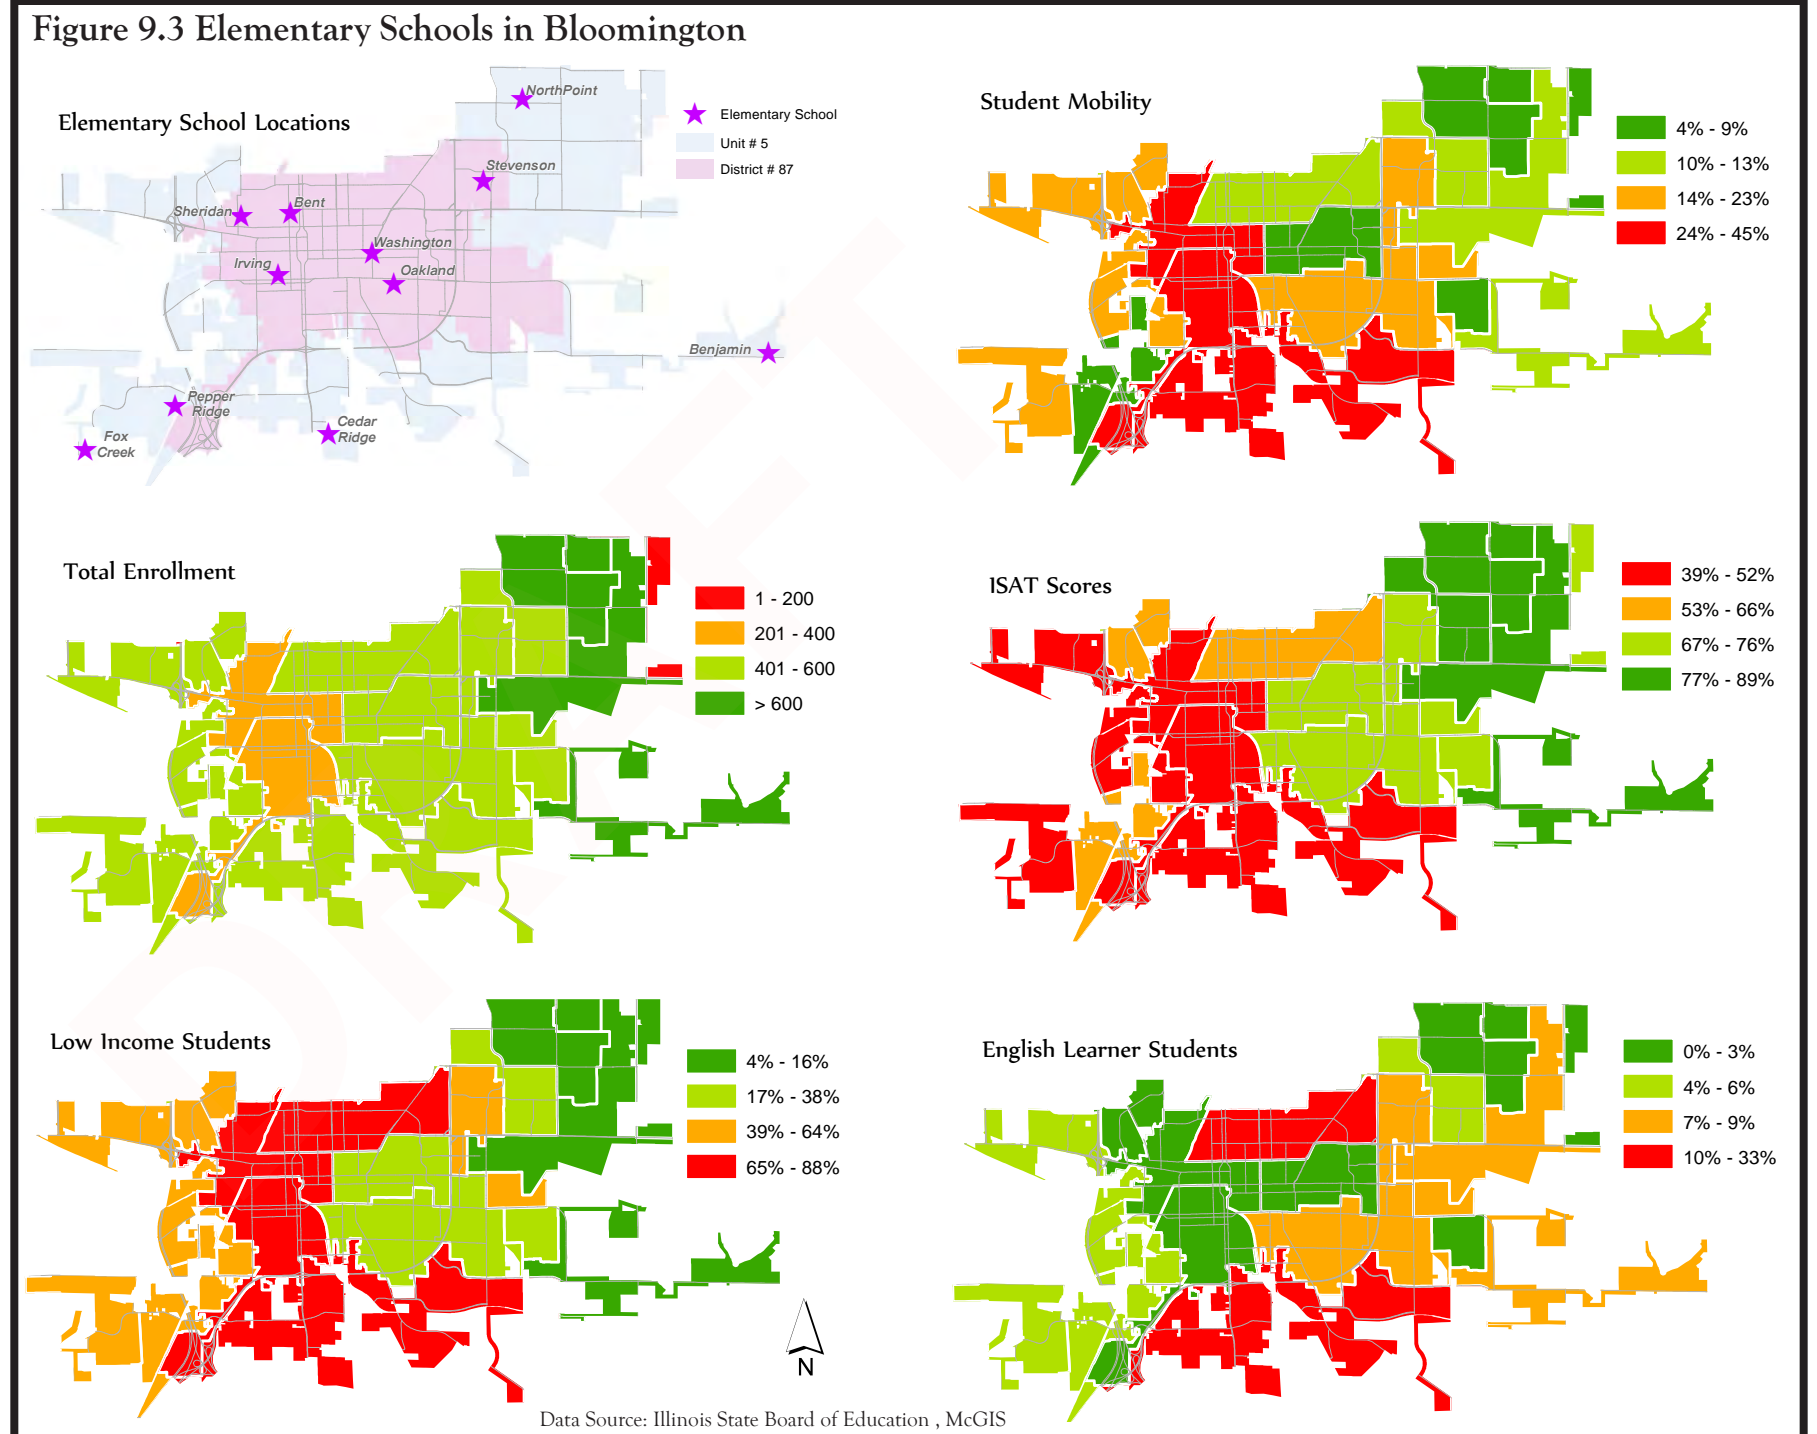 Figure 9.3 Elementary Schools in Bloomington
Elementary School Locations
NorthPoint
Stevenson
Sheridan
Bent
Washington
Irving
Oakland
Benjamin
Pepper
Ridge
Fox
Creek
Cedar
Ridge
Elementary School
Unit # 5
District # 87
Student Mobility
4% - 9%
10% - 13%
14% - 23%
24% - 45%
Total Enrollment
1 - 200
201 - 400
401 - 600
> 600
ISAT Scores
39% - 52%
53% - 66%
67% - 76%
77% - 89%
Low Income Students
4% - 16%
17% - 38%
39% - 64%
65% - 88%
English Learner Students
0% - 3%
4% - 6%
7% - 9%
10% - 33%
N
Data Source: Illinois State Board of Education , McGIS
DRAFT